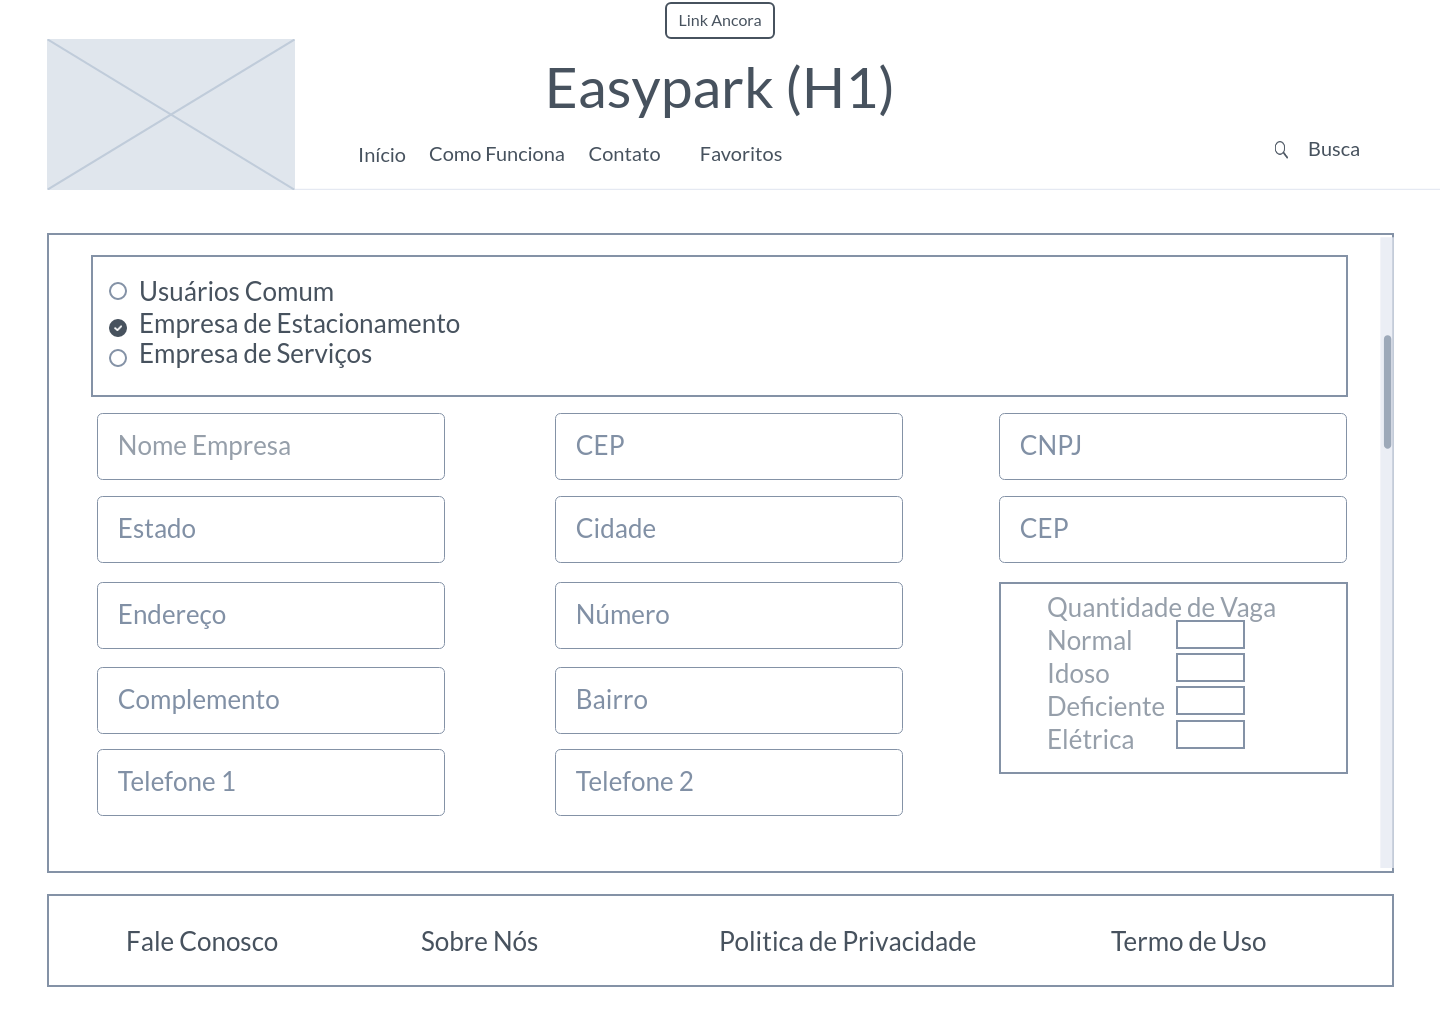 Link Ancora
Easypark (H1)
Início Como Funciona Contato Favoritos Busca
Usuários Comum
Empresa de Estacionamento
Empresa de Serviços
Nome Empresa CEP CNPJ
Estado Cidade CEP
Endereço Número
Complemento Bairro
Telefone 1 Telefone 2
Quantidade de Vaga
Normal
Idoso
Deficiente
Elétrica
Fale Conosco Sobre Nós Politica de Privacidade Termo de Uso